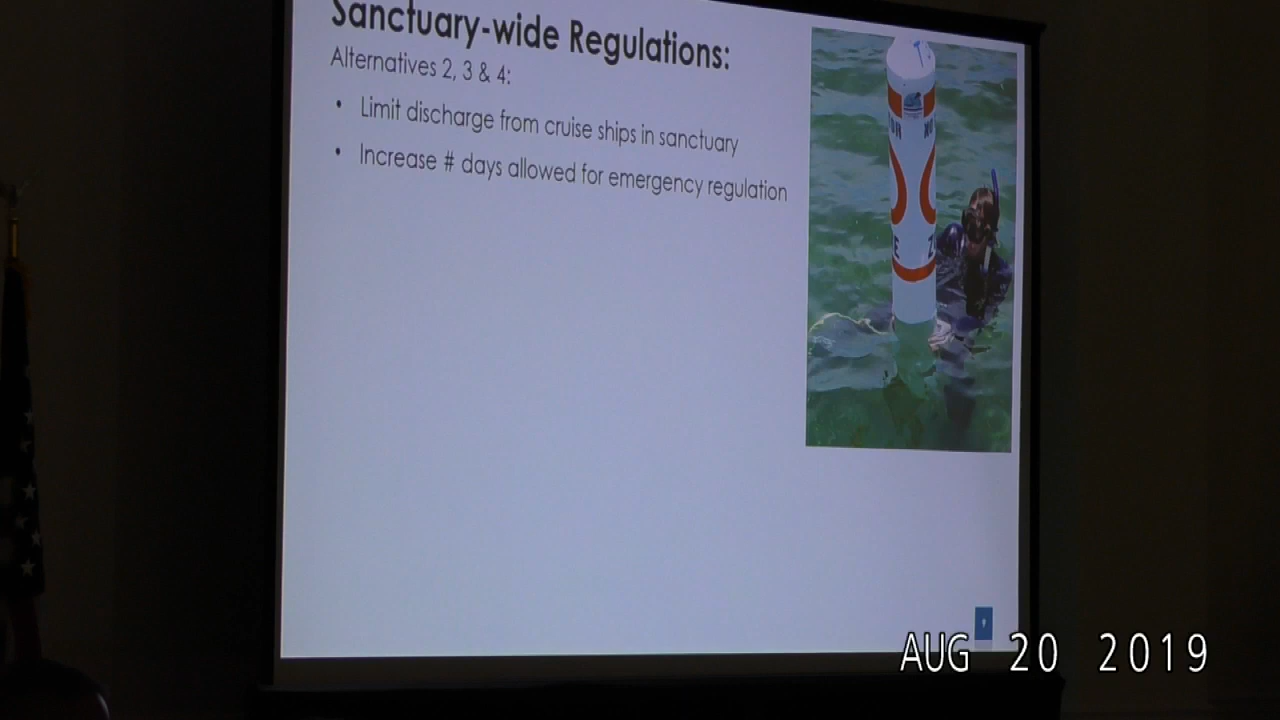 Sanctuary-wide Regulations:
Alternatives 2, 3 & 4:
• Limit discharge from cruise ships in sanctuary
• Increase # days allowed for emergency regulation
AUG 20 2019